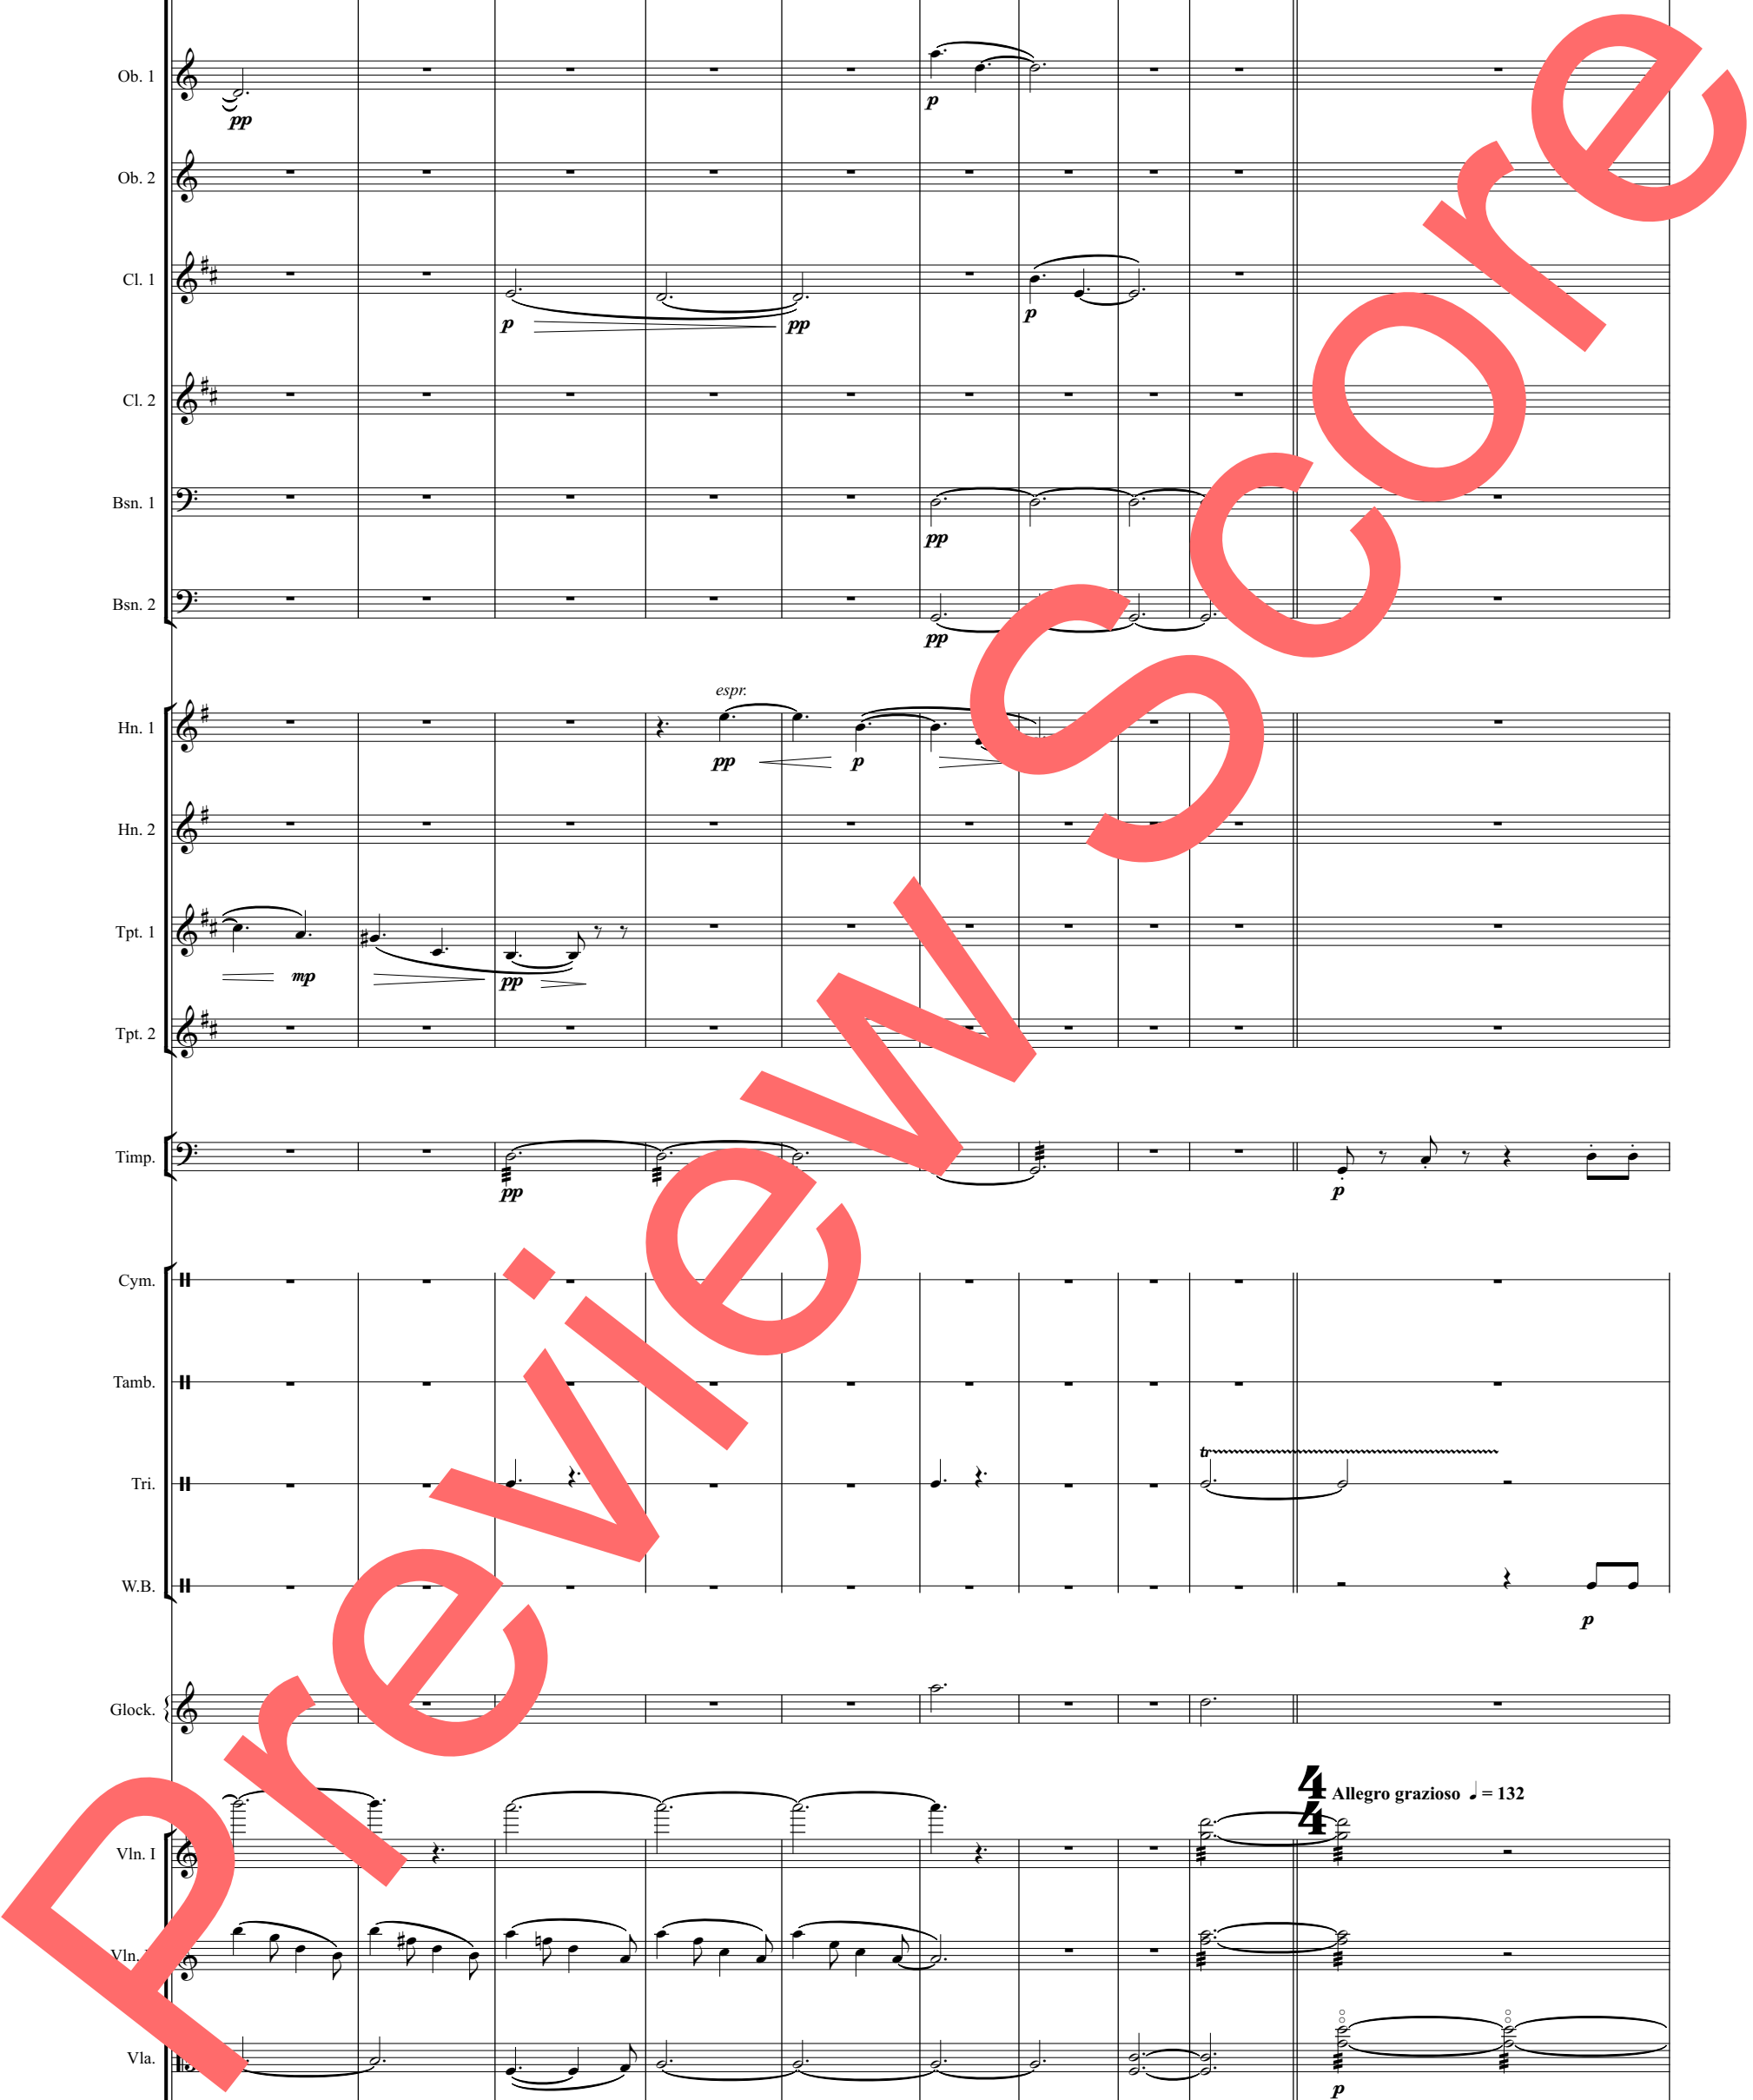 Ob. 1
pp
p
Ob. 2
Cl. 1
p
pp
p
Cl. 2
Bsn. 1
pp
Bsn. 2
pp
espr.
Hn. 1
pp
p
Hn. 2
Tpt. 1
mp
pp
Tpt. 2
Timp.
pp
p
Cym.
Tamb.
tr
Tri.
W.B.
p
Glock.
4
4
Allegro grazioso ♩ = 132
Vln. I
Vln.
Vla.
p
Preview Score